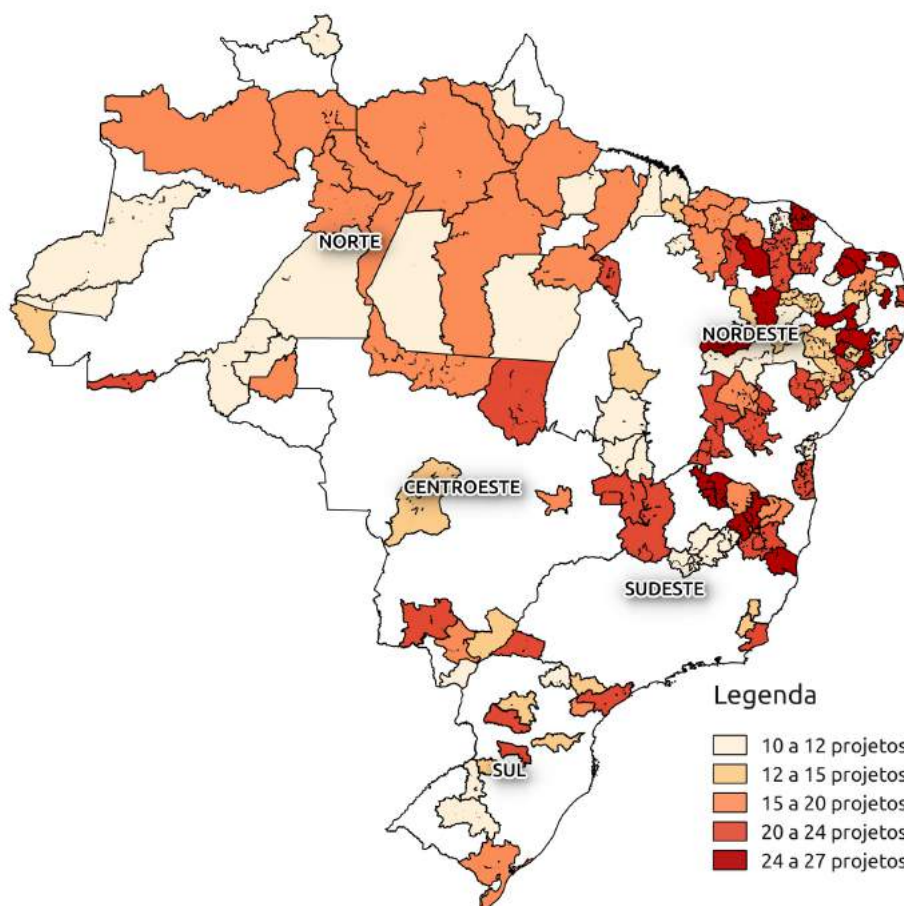 NORTE
NORDESTE
CENTROESTE
SUDESTE
SUL
Legenda
10 a 12 projetos
12 a 15 projetos
15 a 20 projetos
20 a 24 projetos
24 a 27 projetos